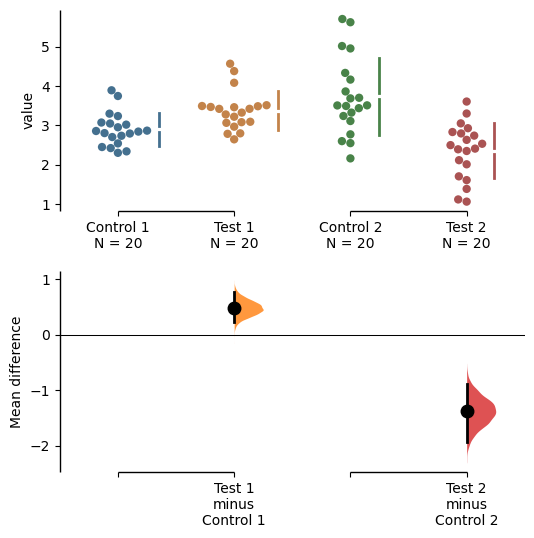 value
5
4
3
2
1
Control 1
N = 20
Test 1
N = 20
Control 2
N = 20
Test 2
N = 20
Mean difference
1
0
−1
−2
Test 1
minus
Control 1
Test 2
minus
Control 2